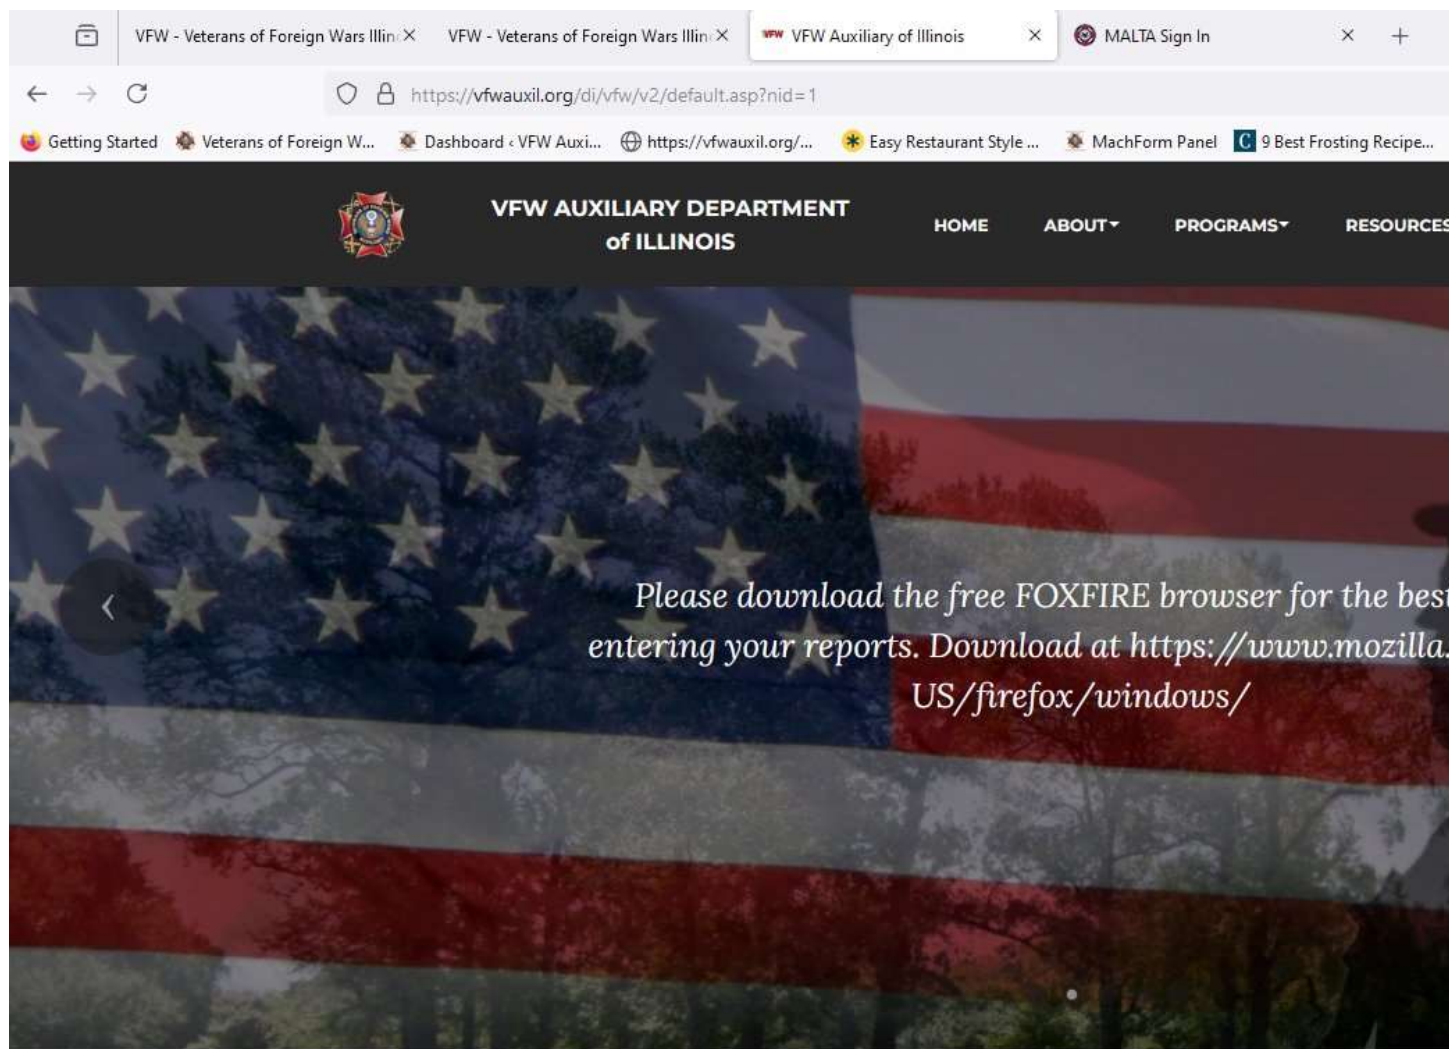 VFW - Veterans of Foreign Wars Illin
VFW - Veterans of Foreign Wars Illin
VFW VFW Auxiliary of Illinois
MALTA Sign In
https://vfwauxil.org/di/vfw/v2/default.asp?nid=1
Getting Started
Veterans of Foreign W...
Dashboard ‹ VFW Auxi...
https://vfwauxil.org/...
Easy Restaurant Style ...
MachForm Panel
C 9 Best Frosting Recipe...
VFW AUXILIARY DEPARTMENT
of ILLINOIS
HOME
ABOUT
PROGRAMS
RESOURCES
Please download the free FOXFIRE browser for the best
entering your reports. Download at https://www.mozilla.
US/firefox/windows/